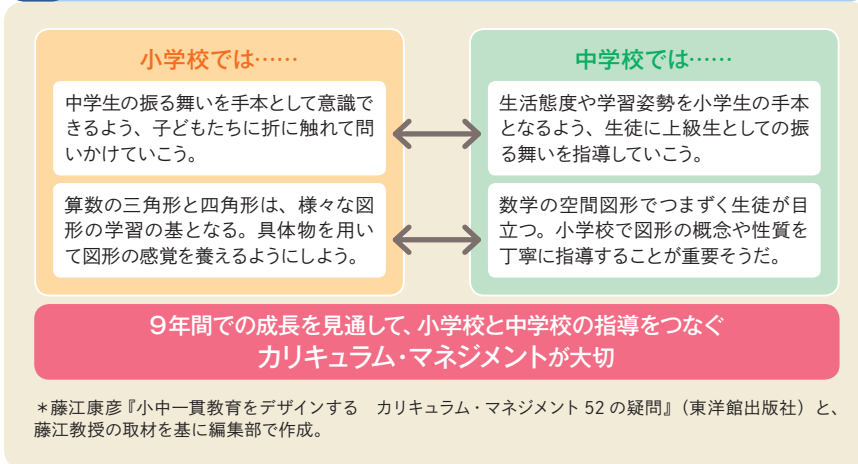 小学校では……
中学生の振る舞いを手本として意識で
きるよう、子どもたちに折に触れて問
いかけていこう。
算数の三角形と四角形は、様々な図
形の学習の基となる。具体物を用い
て図形の感覚を養えるようにしよう。
中学校では……
生活態度や学習姿勢を小学生の手本
となるよう、生徒に上級生としての振
る舞いを指導していこう。
数学の空間図形でつまずく生徒が目
立つ。小学校で図形の概念や性質を
丁寧に指導することが重要そうだ。
9年間での成長を見通して、小学校と中学校の指導をつなぐ
カリキュラム・マネジメントが大切
＊藤江康彦『小中一貫教育をデザインする　カリキュラム・マネジメント 52 の疑問』（東洋館出版社）と、
藤江教授の取材を基に編集部で作成。